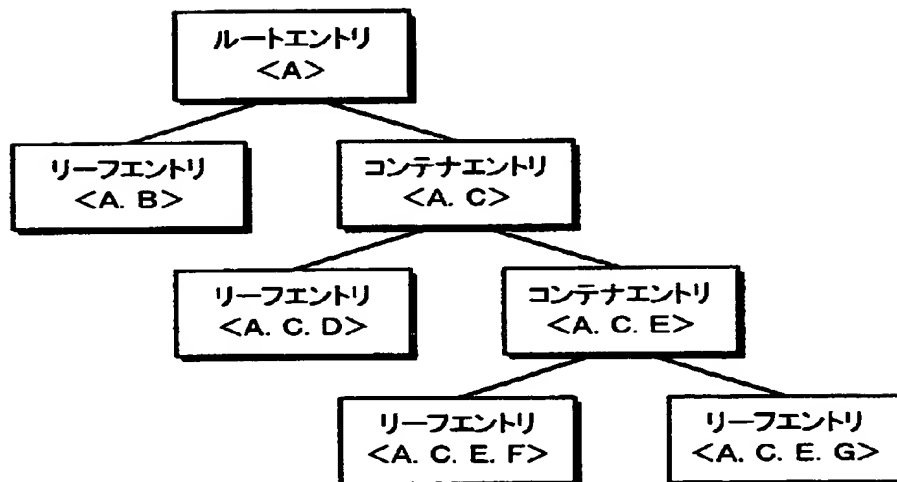 ルートエントリ
<A>
リーフエントリ
<A. B>
コンテナエントリ
<A. C>
リーフエントリ
<A. C. D>
コンテナエントリ
<A. C. E>
リーフエントリ
<A. C. E. F>
リーフエントリ
<A. C. E. G>